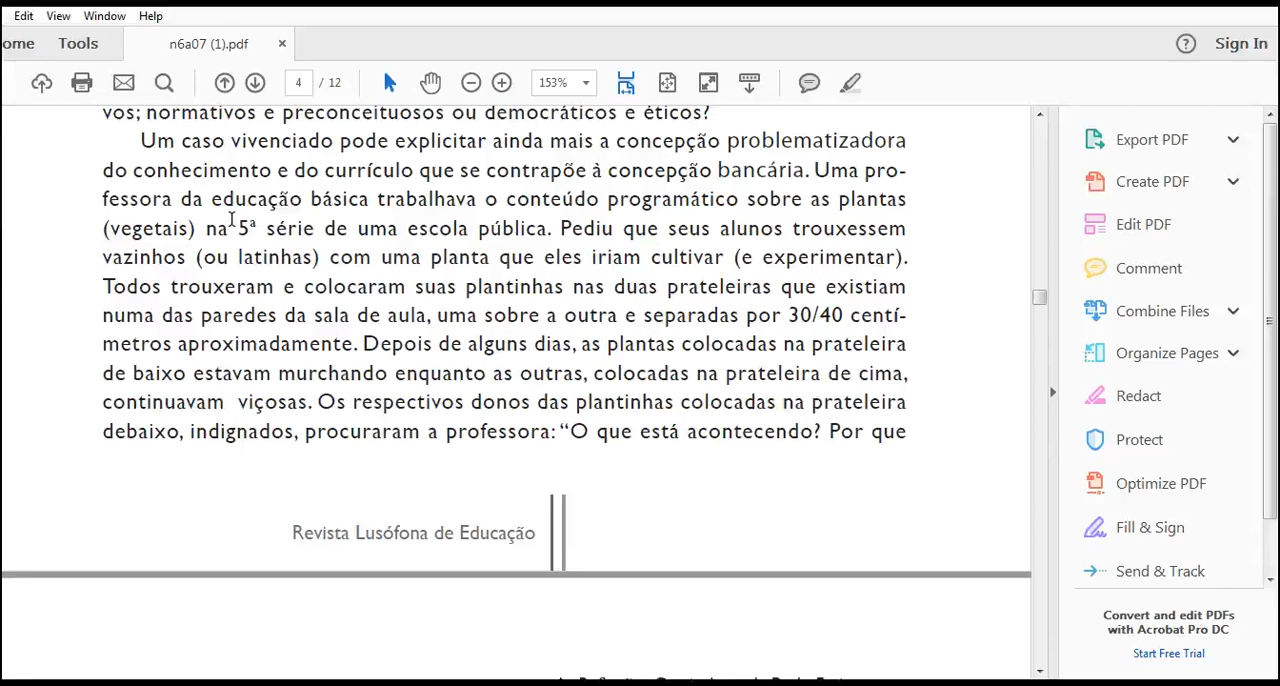 Edit View Window Help
ome Tools n6a07 (1).pdf × ? Sign In
4 / 12 153%
vos; normativos e preconceituosos ou democráticos e éticos?
Um caso vivenciado pode explicitar ainda mais a concepção problematizadora
do conhecimento e do currículo que se contrapõe à concepção bancária. Uma pro-
fessora da educação básica trabalhava o conteúdo programático sobre as plantas
(vegetais) na 5ª série de uma escola pública. Pediu que seus alunos trouxessem
vazinhos (ou latinhas) com uma planta que eles iriam cultivar (e experimentar).
Todos trouxeram e colocaram suas plantinhas nas duas prateleiras que existiam
numa das paredes da sala de aula, uma sobre a outra e separadas por 30/40 centí-
metros aproximadamente. Depois de alguns dias, as plantas colocadas na prateleira
de baixo estavam murchando enquanto as outras, colocadas na prateleira de cima,
continuavam viçosas. Os respectivos donos das plantinhas colocadas na prateleira
debaixo, indignados, procuraram a professora: “O que está acontecendo? Por que
Revista Lusófona de Educação
Export PDF
Create PDF
Edit PDF
Comment
Combine Files
Organize Pages
Redact
Protect
Optimize PDF
Fill & Sign
Send & Track
Convert and edit PDFs
with Acrobat Pro DC
Start Free Trial